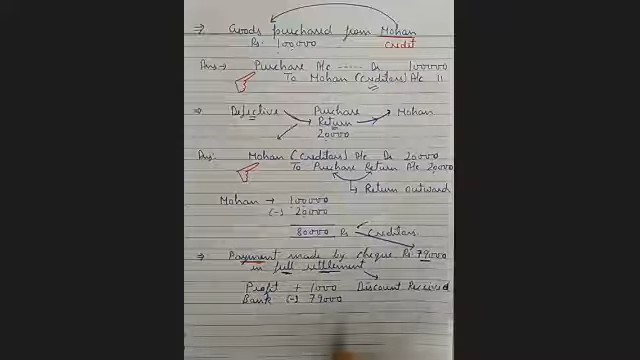 ⇒ Goods purchased from Mohan
Rs. 100000 credit
Ans → Purchase A/c ----- Dr 100000
To Mohan (Creditors) A/c 11
⇒ Defective Purchase Return → Mohan
20000
Ans: Mohan (Creditors) A/c Dr 20000
To Purchase Return A/c 20000
→ Return outward
Mohan → 100000
(-) 20000
80000 Rs Creditors
⇒ Payment made by cheque Rs 79000
in full settlement
Profit + 1000 Discount Received
Bank (-) 79000